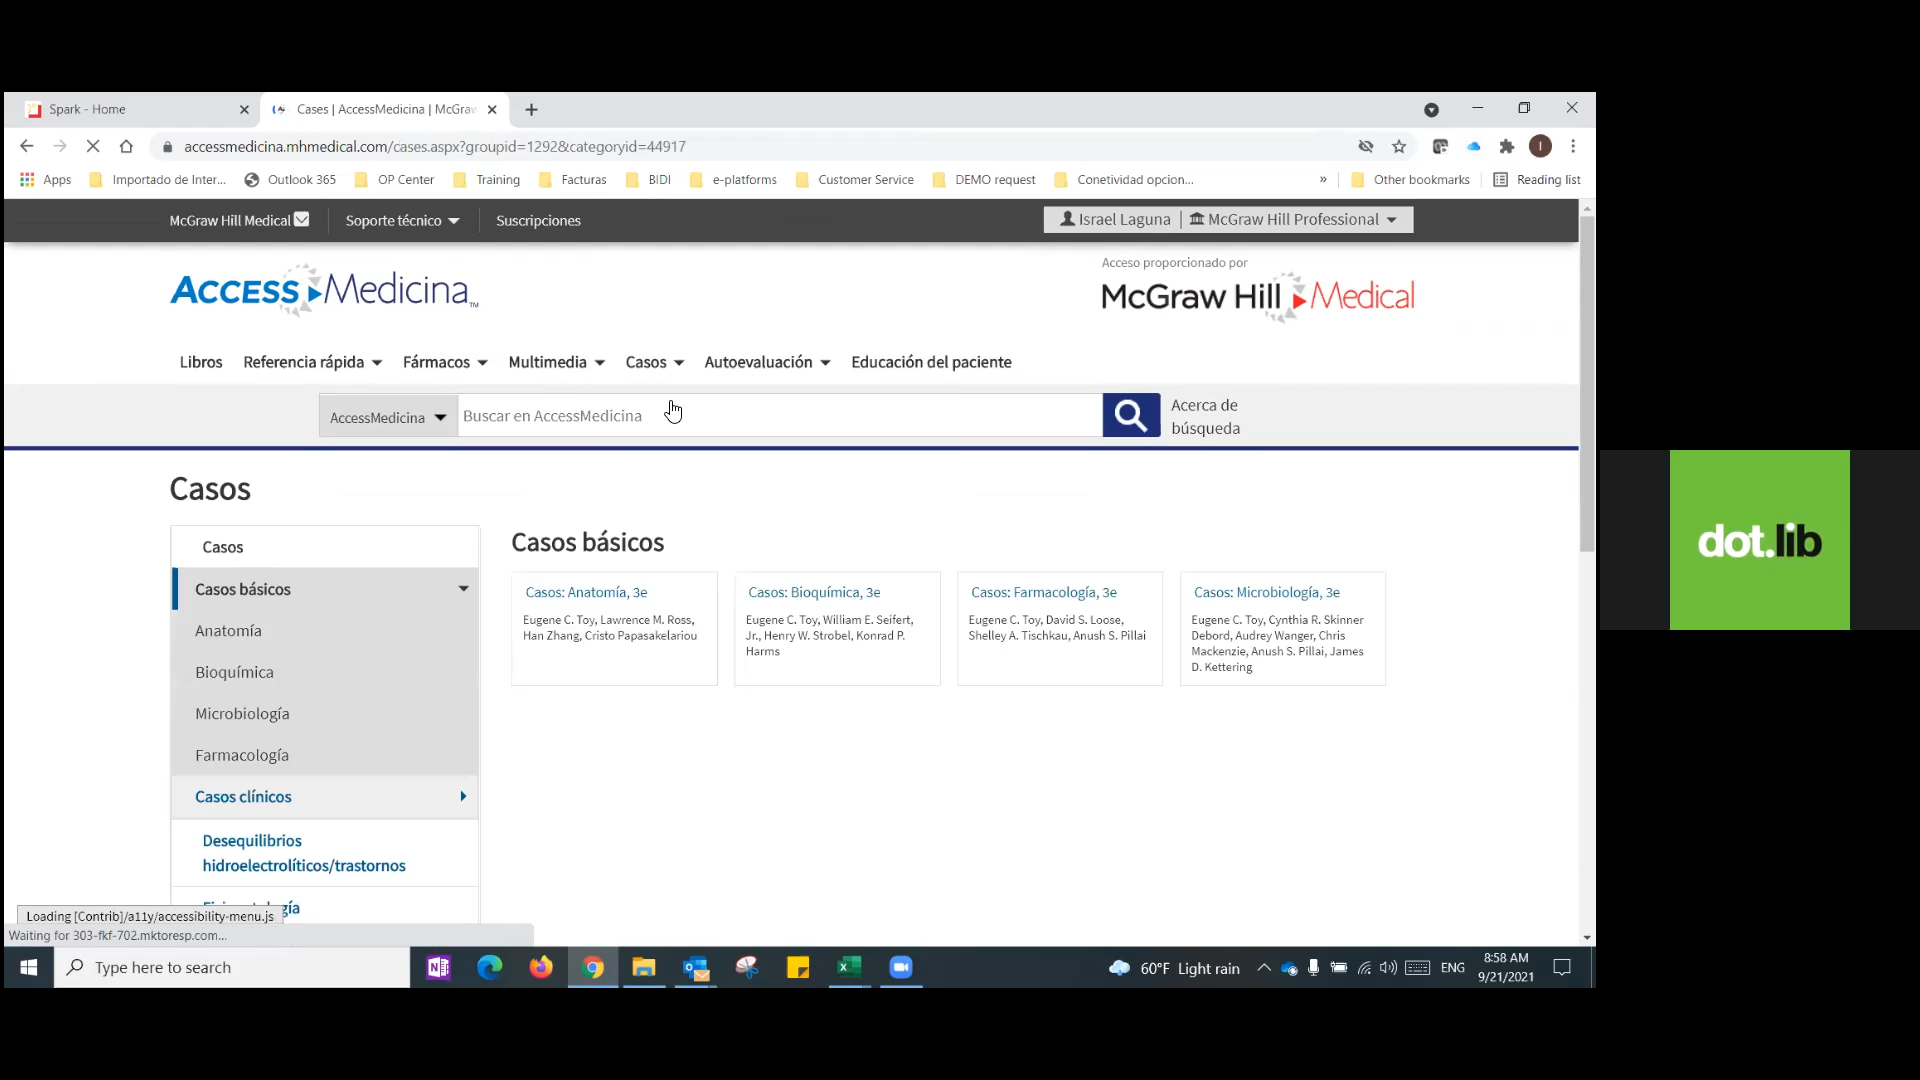 Spark - Home
Cases | AccessMedicina | McGraw
accessmedicina.mhmedical.com/cases.aspx?groupid=1292&categoryid=44917
Apps Importado de Inter... Outlook 365 OP Center Training Facturas BIDI e-platforms Customer Service DEMO request Conetividad opcion... » Other bookmarks Reading list
McGraw Hill Medical Soporte técnico Suscripciones Israel Laguna | McGraw Hill Professional
Acceso proporcionado por
Access Medicina™
McGraw Hill Medical
Libros Referencia rápida Fármacos Multimedia Casos Autoevaluación Educación del paciente
AccessMedicina Buscar en AccessMedicina
Acerca de
búsqueda
Casos
Casos
Casos básicos
Anatomía
Bioquímica
Microbiología
Farmacología
Casos clínicos
Desequilibrios
hidroelectrolíticos/trastornos
Casos básicos
Casos: Anatomía, 3e
Eugene C. Toy, Lawrence M. Ross,
Han Zhang, Cristo Papasakelariou
Casos: Bioquímica, 3e
Eugene C. Toy, William E. Seifert,
Jr., Henry W. Strobel, Konrad P.
Harms
Casos: Farmacología, 3e
Eugene C. Toy, David S. Loose,
Shelley A. Tischkau, Anush S. Pillai
Casos: Microbiología, 3e
Eugene C. Toy, Cynthia R. Skinner
Debord, Audrey Wanger, Chris
Mackenzie, Anush S. Pillai, James
D. Kettering
Loading [Contrib]/a11y/accessibility-menu.js
Waiting for 303-fkf-702.mktoresp.com...
Type here to search
60°F Light rain
ENG
8:58 AM
9/21/2021
dot.lib